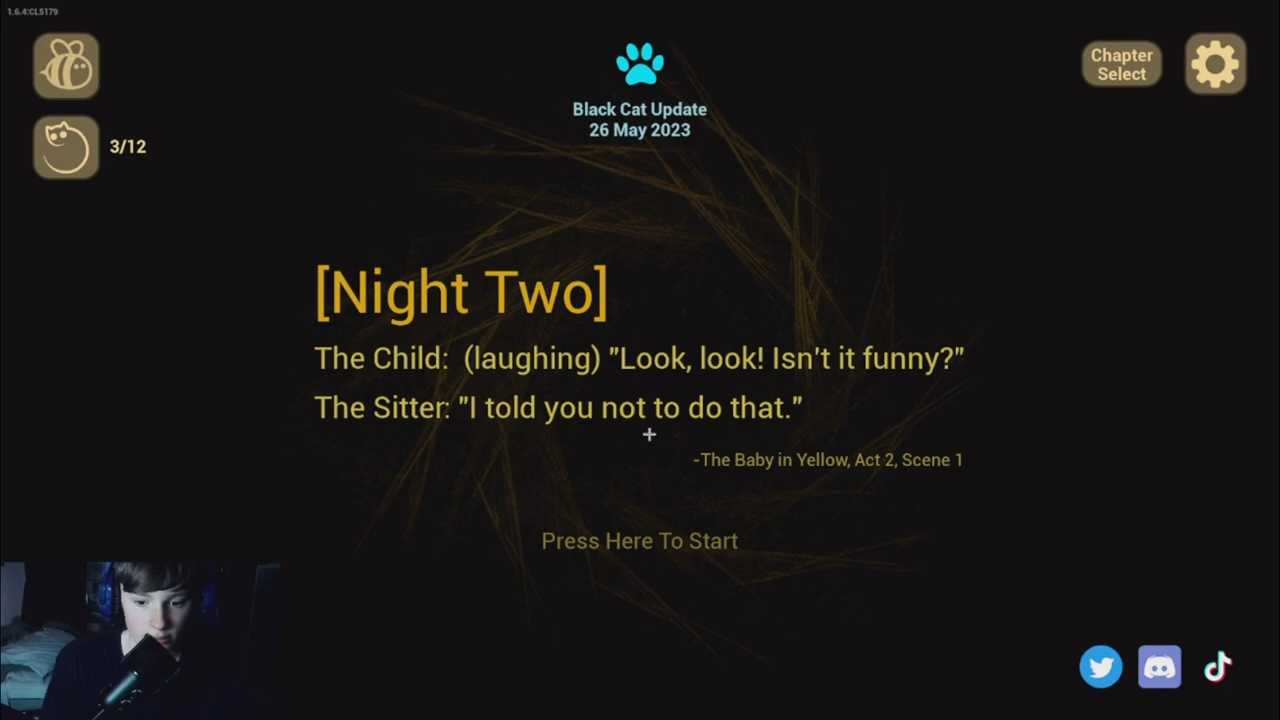 1.6.4:CL5179
Black Cat Update
26 May 2023
Chapter
Select
3/12
[Night Two]
The Child:  (laughing) "Look, look! Isn't it funny?"
The Sitter: "I told you not to do that."
-The Baby in Yellow, Act 2, Scene 1
Press Here To Start